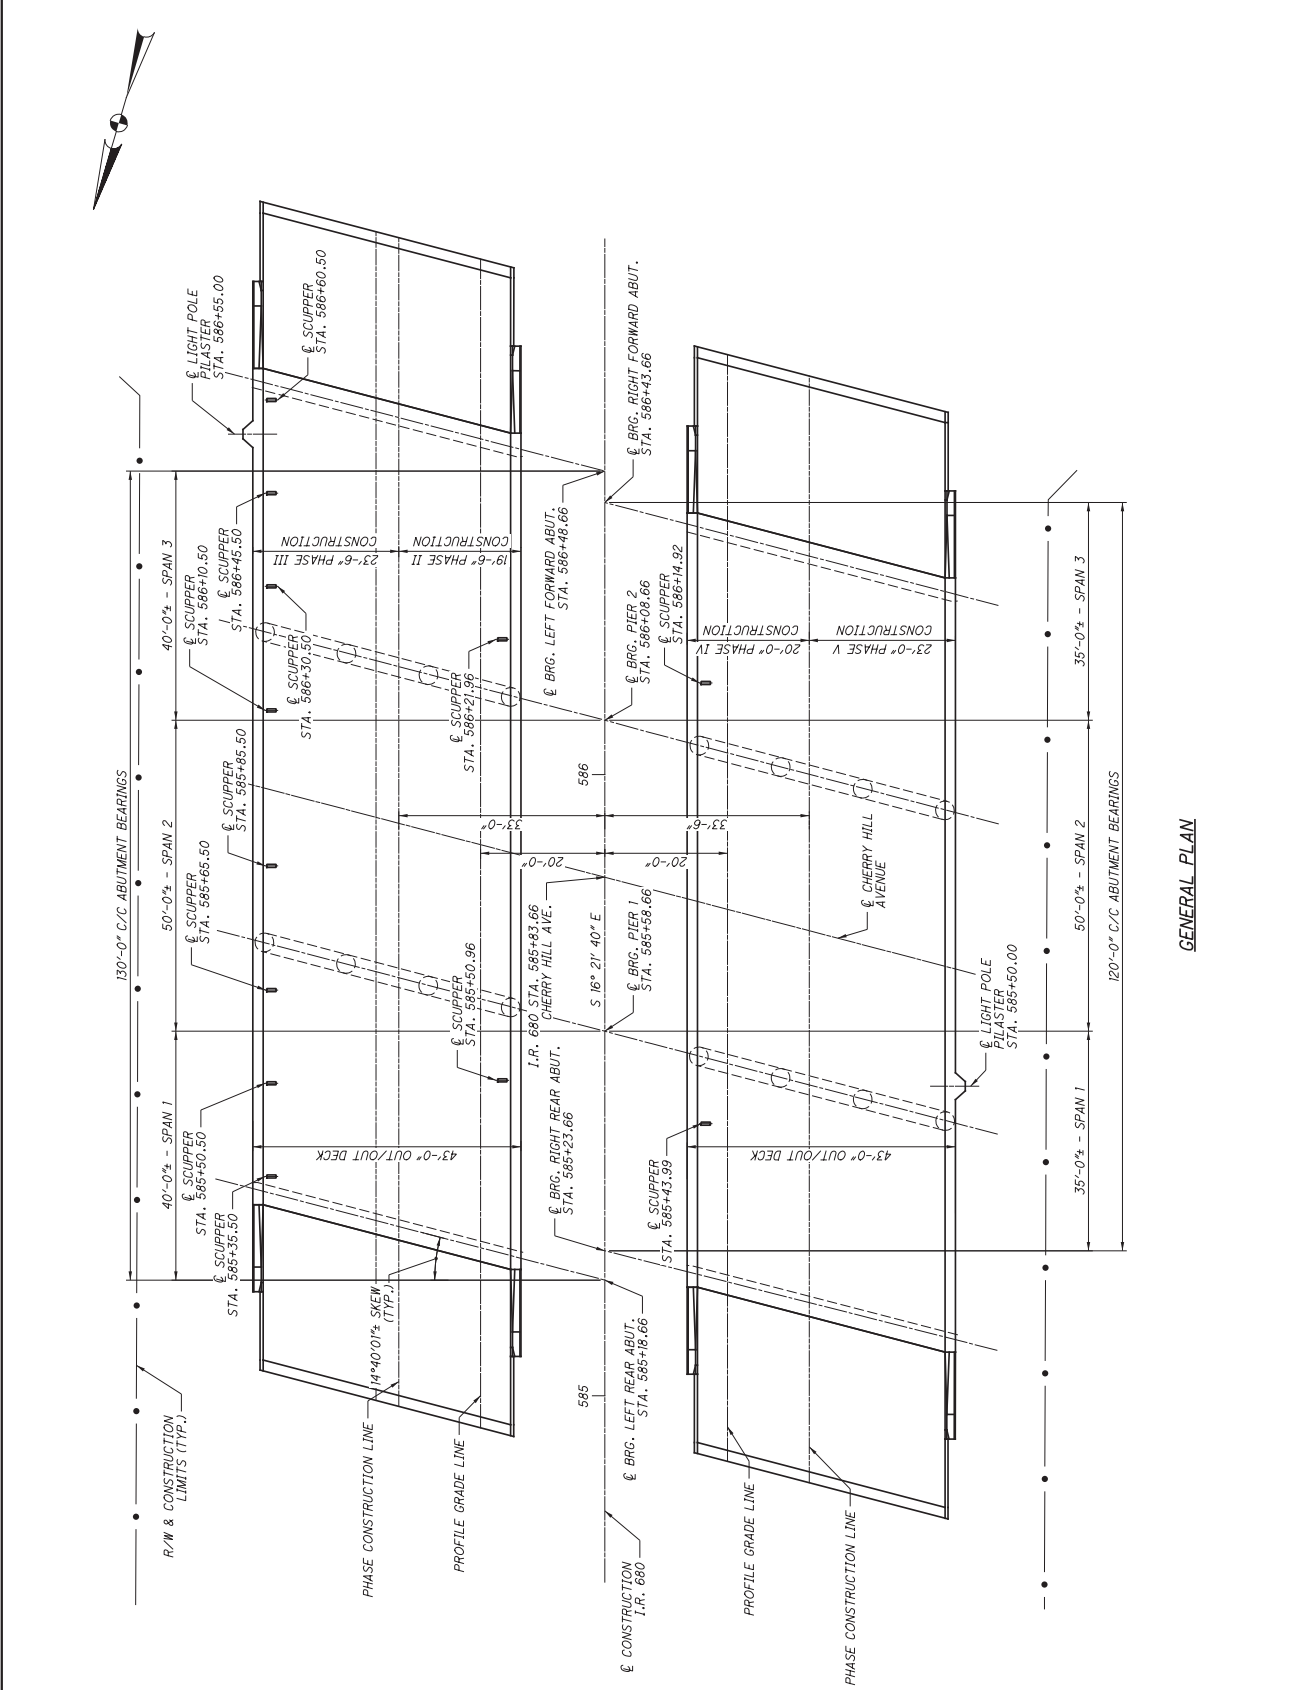 ℄ LIGHT POLE
PILASTER
STA. 586+55.00
℄ SCUPPER
STA. 586+60.50
130'-0" C/C ABUTMENT BEARINGS
40'-0"± - SPAN 1
50'-0"± - SPAN 2
40'-0"± - SPAN 3
℄ SCUPPER
STA. 585+35.50
℄ SCUPPER
STA. 585+50.50
℄ SCUPPER
STA. 585+65.50
℄ SCUPPER
STA. 585+85.50
℄ SCUPPER
STA. 586+10.50
℄ SCUPPER
STA. 586+30.50
℄ SCUPPER
STA. 586+45.50
23'-6" PHASE III
CONSTRUCTION
19'-6" PHASE II
CONSTRUCTION
43'-0" OUT/OUT DECK
℄ SCUPPER
STA. 585+50.96
℄ SCUPPER
STA. 586+21.96
14°40'01"± SKEW
(TYP.)
R/W & CONSTRUCTION
LIMITS (TYP.)
PHASE CONSTRUCTION LINE
PROFILE GRADE LINE
I.R. 680 STA. 585+83.66
CHERRY HILL AVE.
℄ BRG. LEFT FORWARD ABUT.
STA. 586+48.66
℄ BRG. RIGHT FORWARD ABUT.
STA. 586+43.66
℄ BRG. RIGHT REAR ABUT.
STA. 585+23.66
℄ BRG. LEFT REAR ABUT.
STA. 585+18.66
℄ BRG. PIER 1
STA. 585+58.66
℄ BRG. PIER 2
STA. 586+08.66
S 16° 21' 40" E
585
586
33'-0"
20'-0"
33'-6"
20'-0"
℄ CONSTRUCTION
I.R. 680
℄ SCUPPER
STA. 585+43.99
℄ SCUPPER
STA. 586+14.92
20'-0" PHASE IV
CONSTRUCTION
23'-0" PHASE V
CONSTRUCTION
43'-0" OUT/OUT DECK
℄ CHERRY HILL
AVENUE
PROFILE GRADE LINE
PHASE CONSTRUCTION LINE
℄ LIGHT POLE
PILASTER
STA. 585+50.00
35'-0"± - SPAN 1
50'-0"± - SPAN 2
35'-0"± - SPAN 3
120'-0" C/C ABUTMENT BEARINGS
GENERAL PLAN